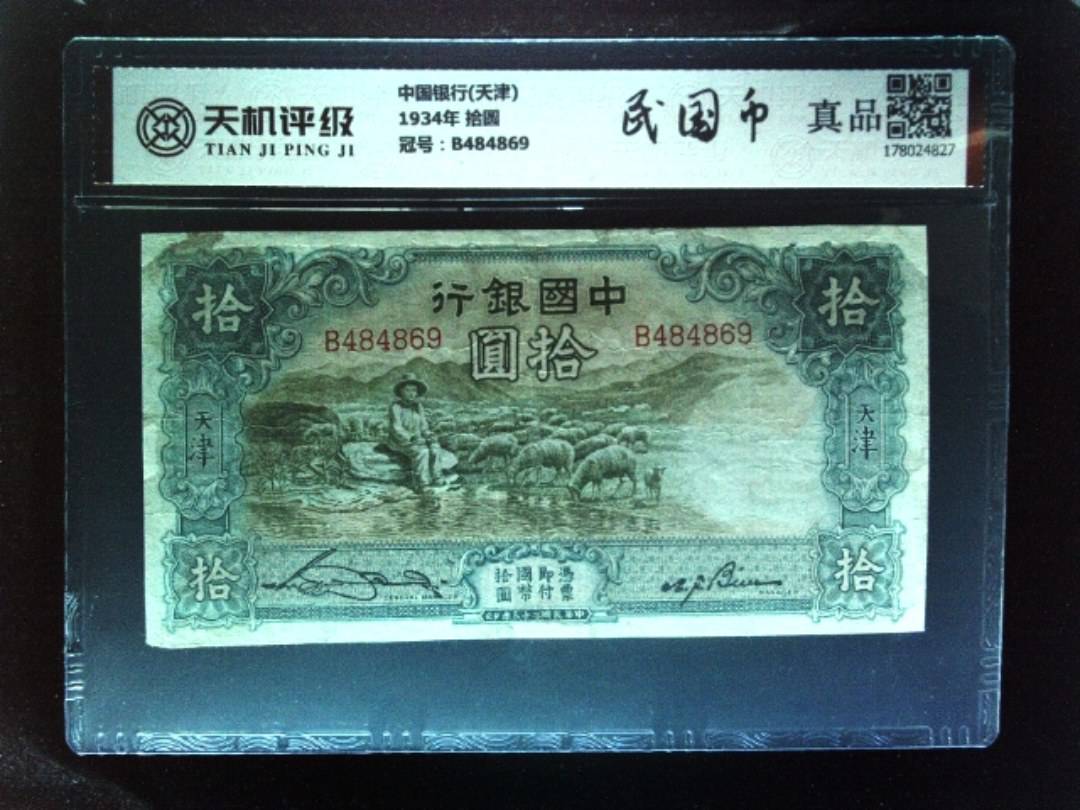 天机评级
TIAN JI PING JI
中国银行(天津)
1934年 拾圆
冠号：B484869
民国币
真品
178024827
拾
行銀國中
拾
B484869
圓拾
B484869
天津
天津
拾
憑票
即付
國幣
拾圓
拾